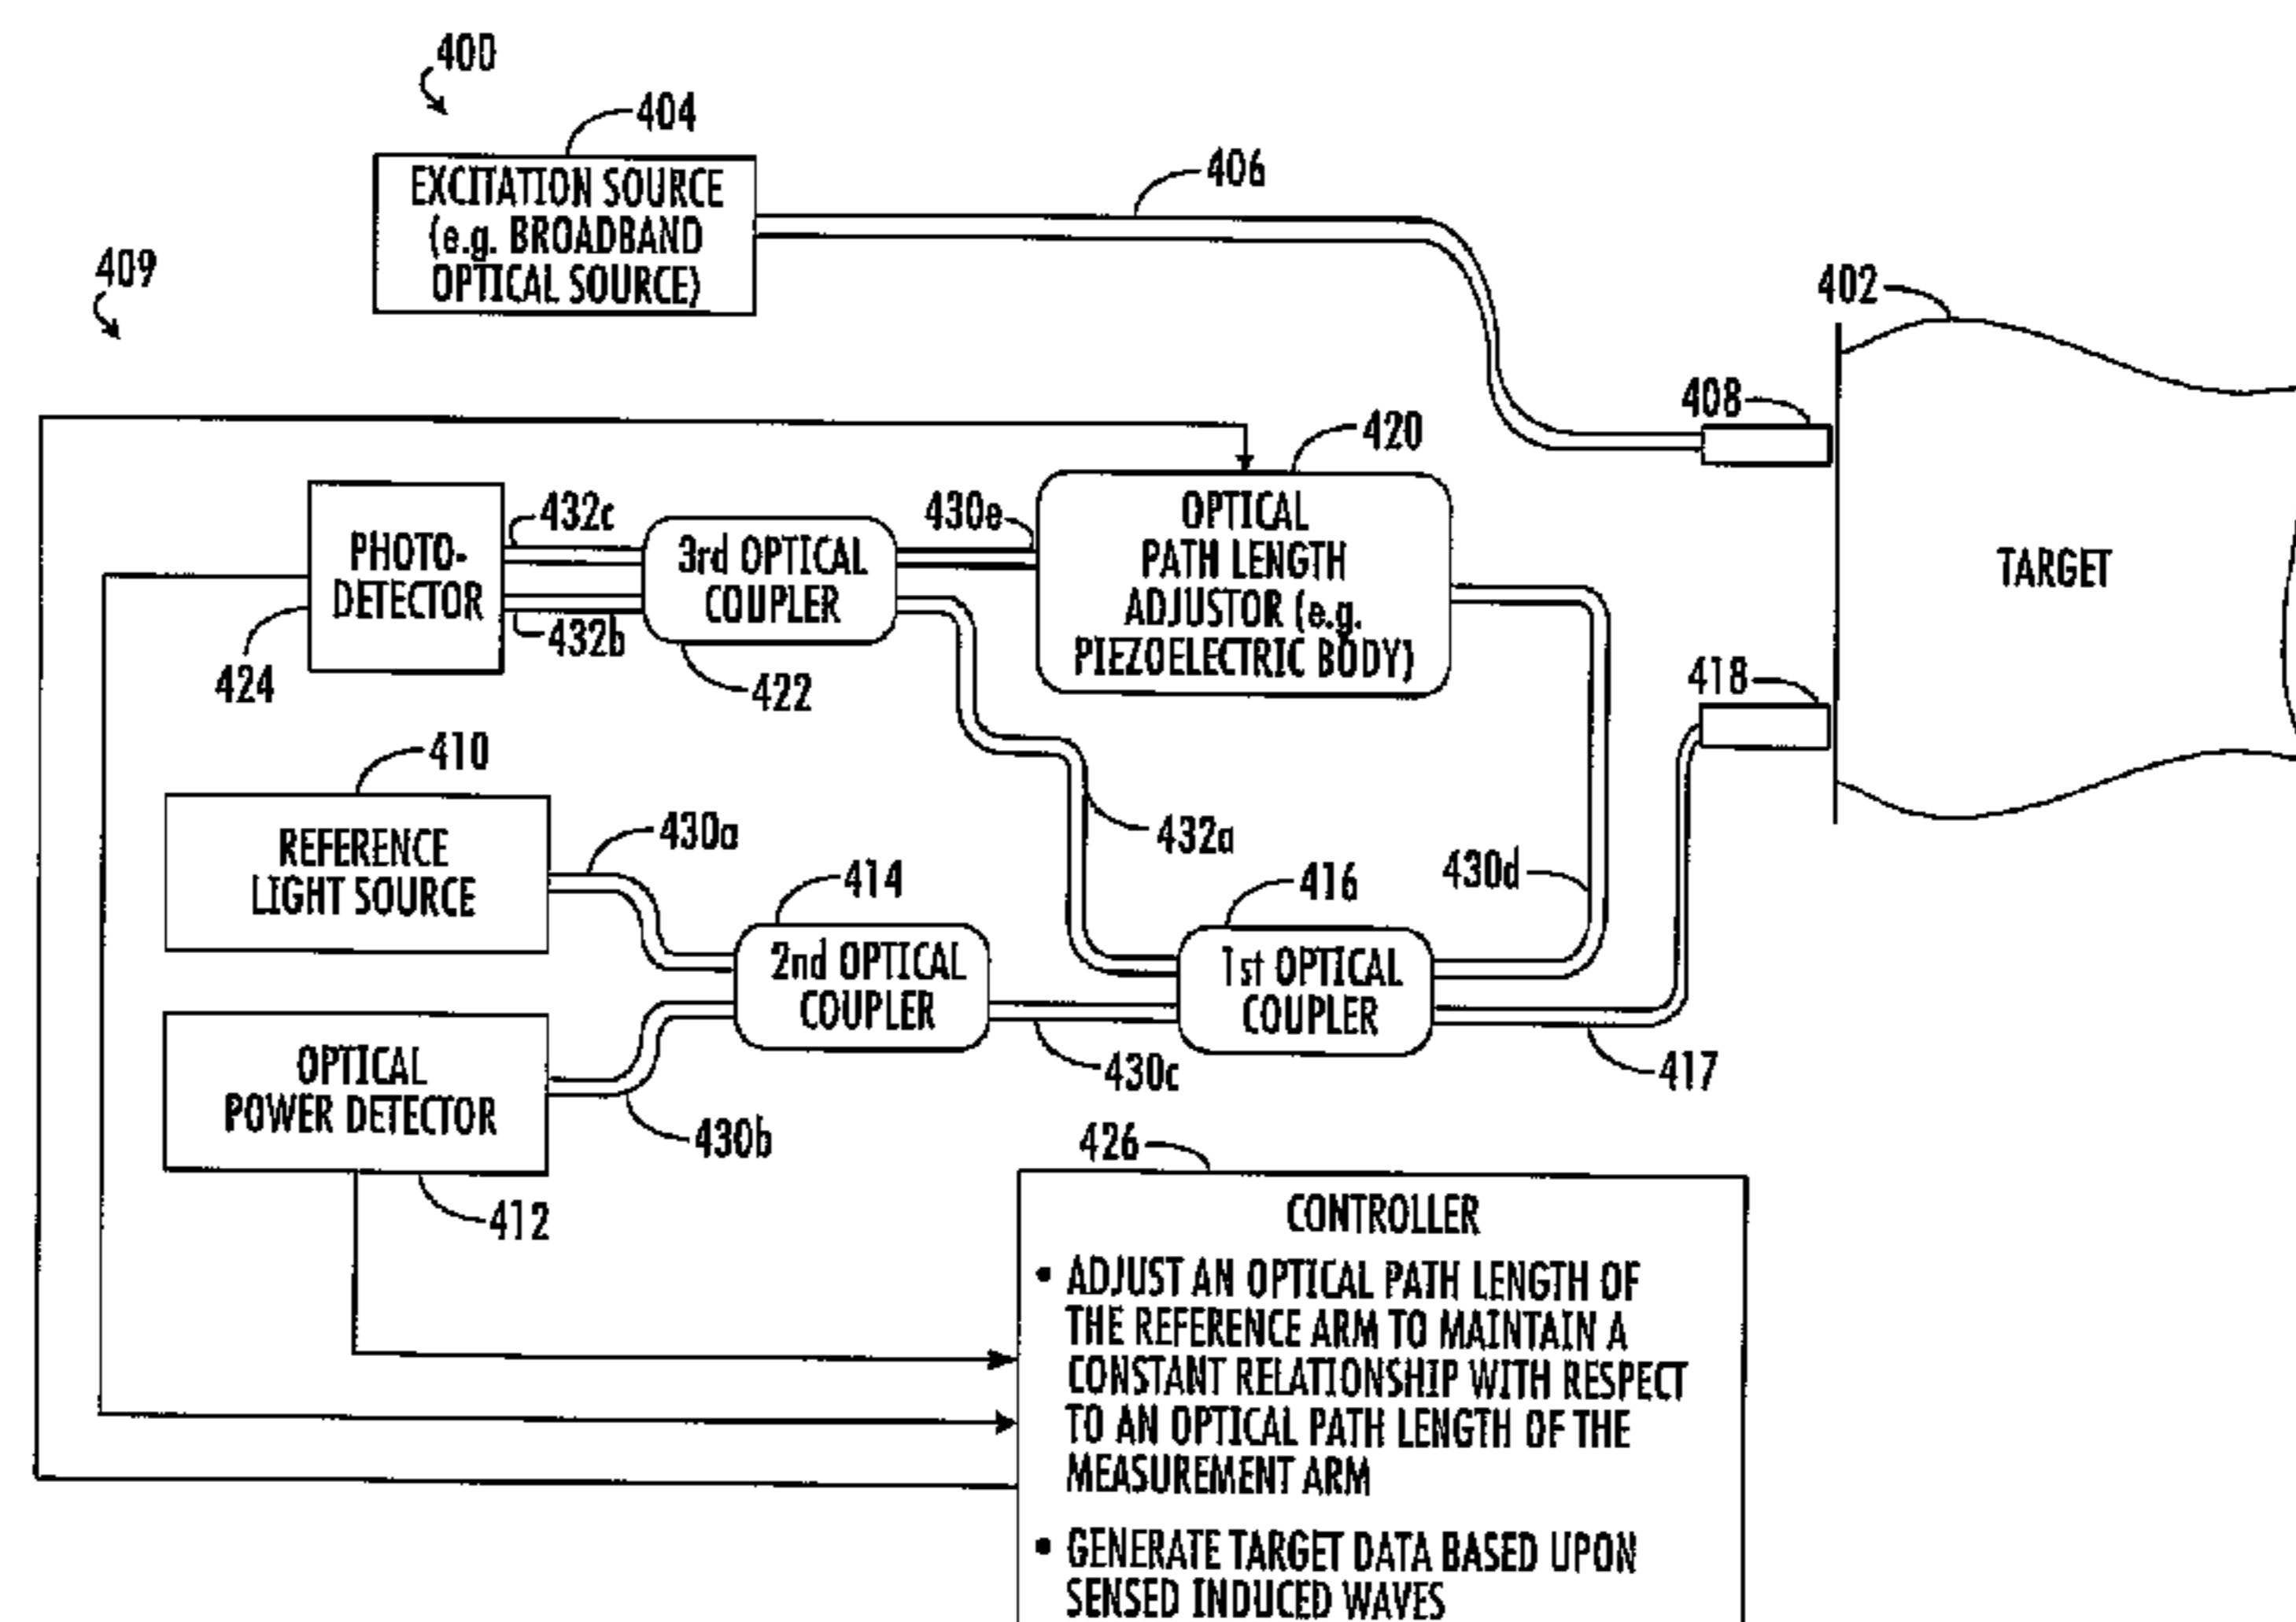 400
404
EXCITATION SOURCE
(e.g. BROADBAND
OPTICAL SOURCE)
406
409
402
408
420
432c
430e
OPTICAL
PATH LENGTH
ADJUSTOR (e.g.
PIEZOELECTRIC BODY)
PHOTO-
DETECTOR
3rd OPTICAL
COUPLER
TARGET
432b
424
422
418
410
430a
432a
REFERENCE
LIGHT SOURCE
414
416
430d
2nd OPTICAL
COUPLER
1st OPTICAL
COUPLER
OPTICAL
POWER DETECTOR
430c
417
430b
426
412
CONTROLLER
• ADJUST AN OPTICAL PATH LENGTH OF
THE REFERENCE ARM TO MAINTAIN A
CONSTANT RELATIONSHIP WITH RESPECT
TO AN OPTICAL PATH LENGTH OF THE
MEASUREMENT ARM
• GENERATE TARGET DATA BASED UPON
SENSED INDUCED WAVES